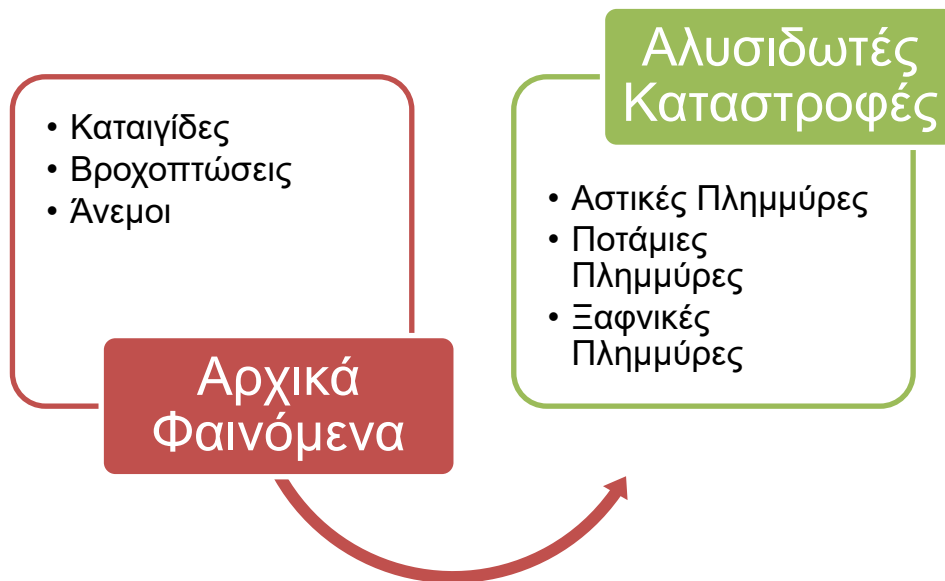 • Καταιγίδες
• Βροχοπτώσεις
• Άνεμοι
Αρχικά
Φαινόμενα
Αλυσιδωτές
Καταστροφές
• Αστικές Πλημμύρες
• Ποτάμιες
Πλημμύρες
• Ξαφνικές
Πλημμύρες